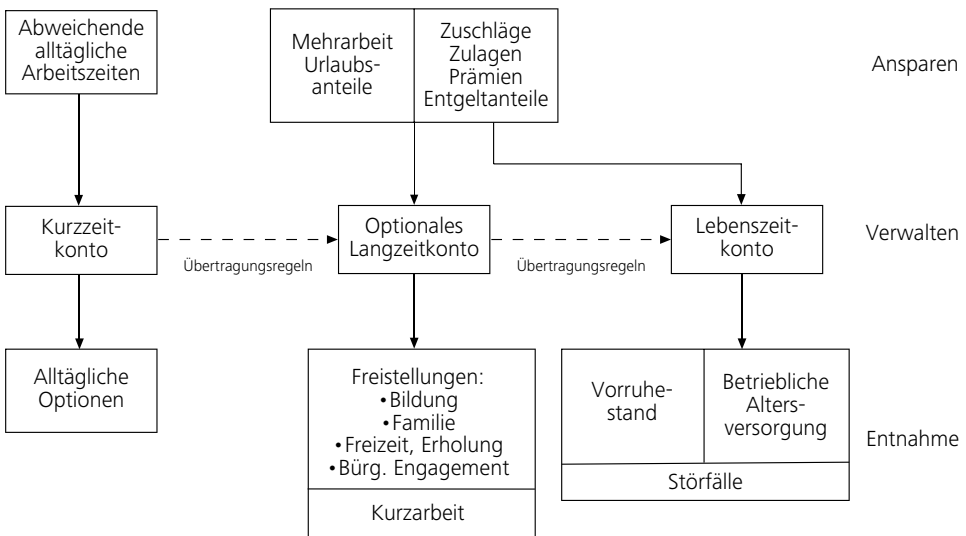 Abweichende
alltägliche
Arbeitszeiten
Mehrarbeit
Urlaubs-
anteile
Zuschläge
Zulagen
Prämien
Entgeltanteile
Ansparen
Kurzzeit-
konto
Übertragungsregeln
Optionales
Langzeitkonto
Übertragungsregeln
Lebenszeit-
konto
Verwalten
Alltägliche
Optionen
Freistellungen:
•Bildung
•Familie
•Freizeit, Erholung
•Bürg. Engagement
Kurzarbeit
Vorruhe-
stand
Betriebliche
Alters-
versorgung
Störfälle
Entnahme